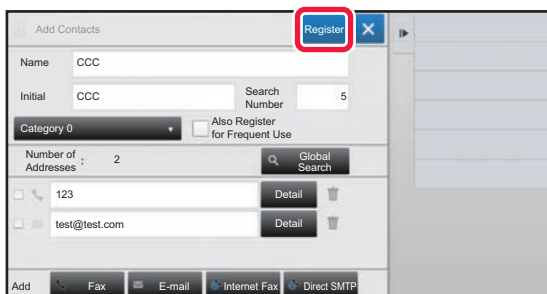 Add Contacts Register
Name CCC
Initial CCC Search Number 5
Category 0 Also Register for Frequent Use
Number of Addresses : 2 Global Search
123 Detail
test@test.com Detail
Add Fax E-mail Internet Fax Direct SMTP